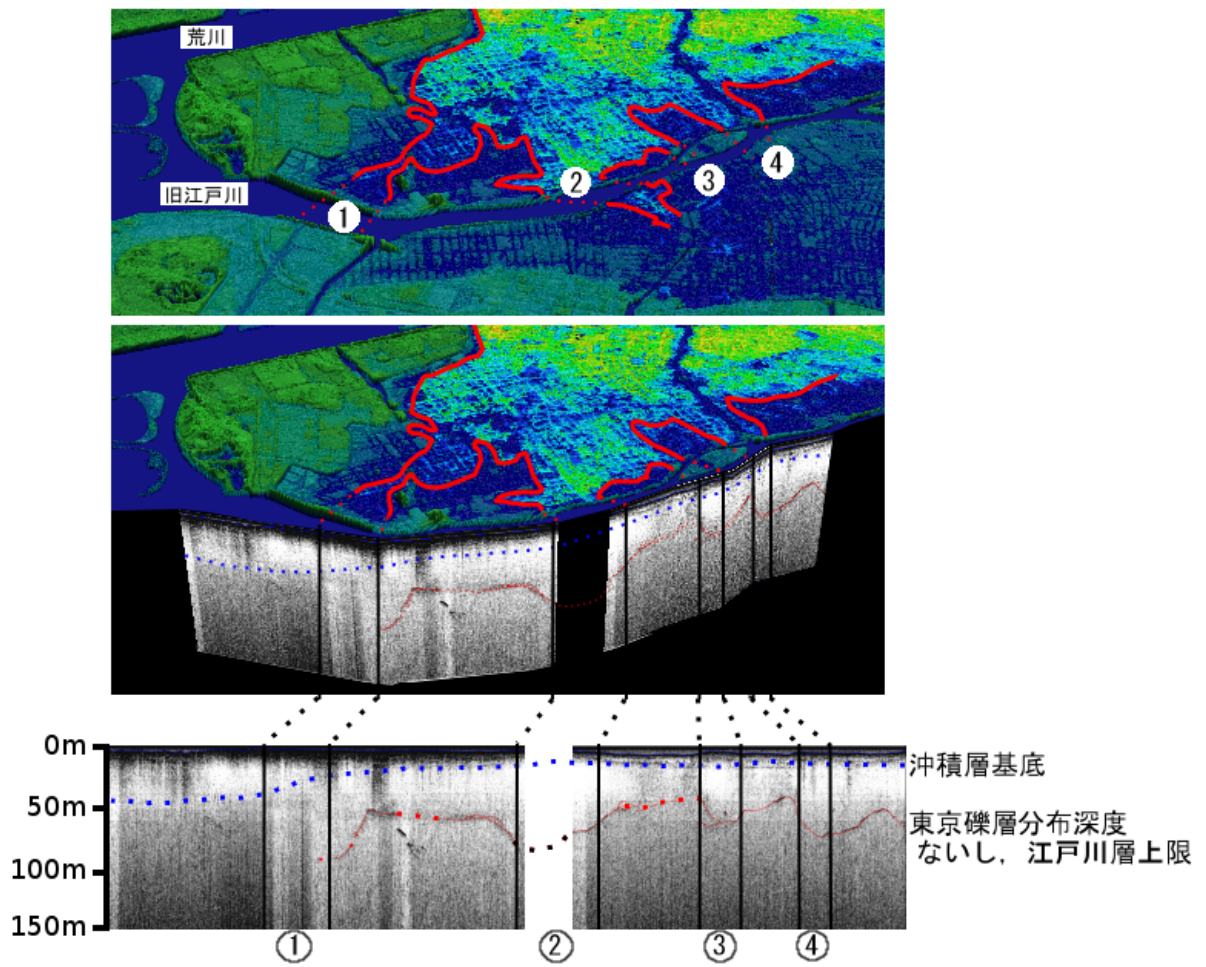 荒川
旧江戸川
①
②
③
④
0m
50m
100m
150m
沖積層基底
東京礫層分布深度
ないし，江戸川層上限
①
②
③
④